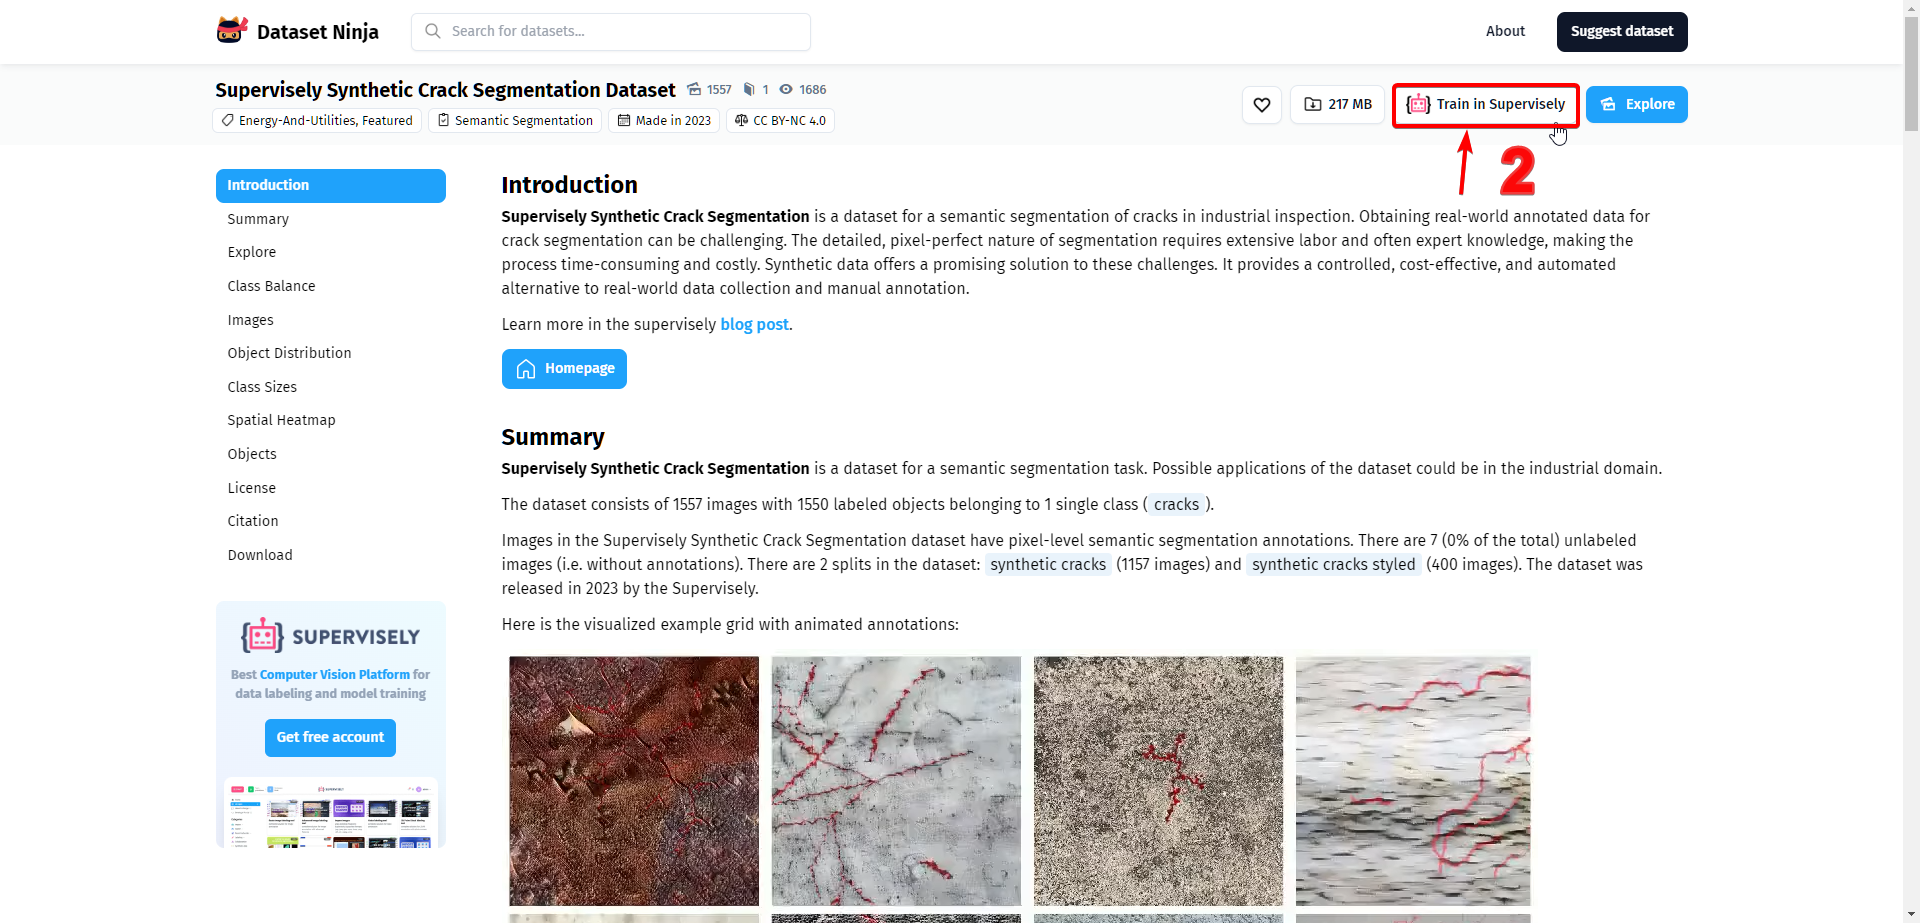 Dataset Ninja
Search for datasets...
About
Suggest dataset
Supervisely Synthetic Crack Segmentation Dataset 1557 1 1686
Energy-And-Utilities, Featured
Semantic Segmentation
Made in 2023
CC BY-NC 4.0
217 MB
Train in Supervisely
Explore
2
Introduction
Summary
Explore
Class Balance
Images
Object Distribution
Class Sizes
Spatial Heatmap
Objects
License
Citation
Download
SUPERVISELY
Best Computer Vision Platform for
data labeling and model training
Get free account
Introduction
Supervisely Synthetic Crack Segmentation is a dataset for a semantic segmentation of cracks in industrial inspection. Obtaining real-world annotated data for
crack segmentation can be challenging. The detailed, pixel-perfect nature of segmentation requires extensive labor and often expert knowledge, making the
process time-consuming and costly. Synthetic data offers a promising solution to these challenges. It provides a controlled, cost-effective, and automated
alternative to real-world data collection and manual annotation.
Learn more in the supervisely blog post.
Homepage
Summary
Supervisely Synthetic Crack Segmentation is a dataset for a semantic segmentation task. Possible applications of the dataset could be in the industrial domain.
The dataset consists of 1557 images with 1550 labeled objects belonging to 1 single class ( cracks ).
Images in the Supervisely Synthetic Crack Segmentation dataset have pixel-level semantic segmentation annotations. There are 7 (0% of the total) unlabeled
images (i.e. without annotations). There are 2 splits in the dataset: synthetic cracks (1157 images) and synthetic cracks styled (400 images). The dataset was
released in 2023 by the Supervisely.
Here is the visualized example grid with animated annotations: